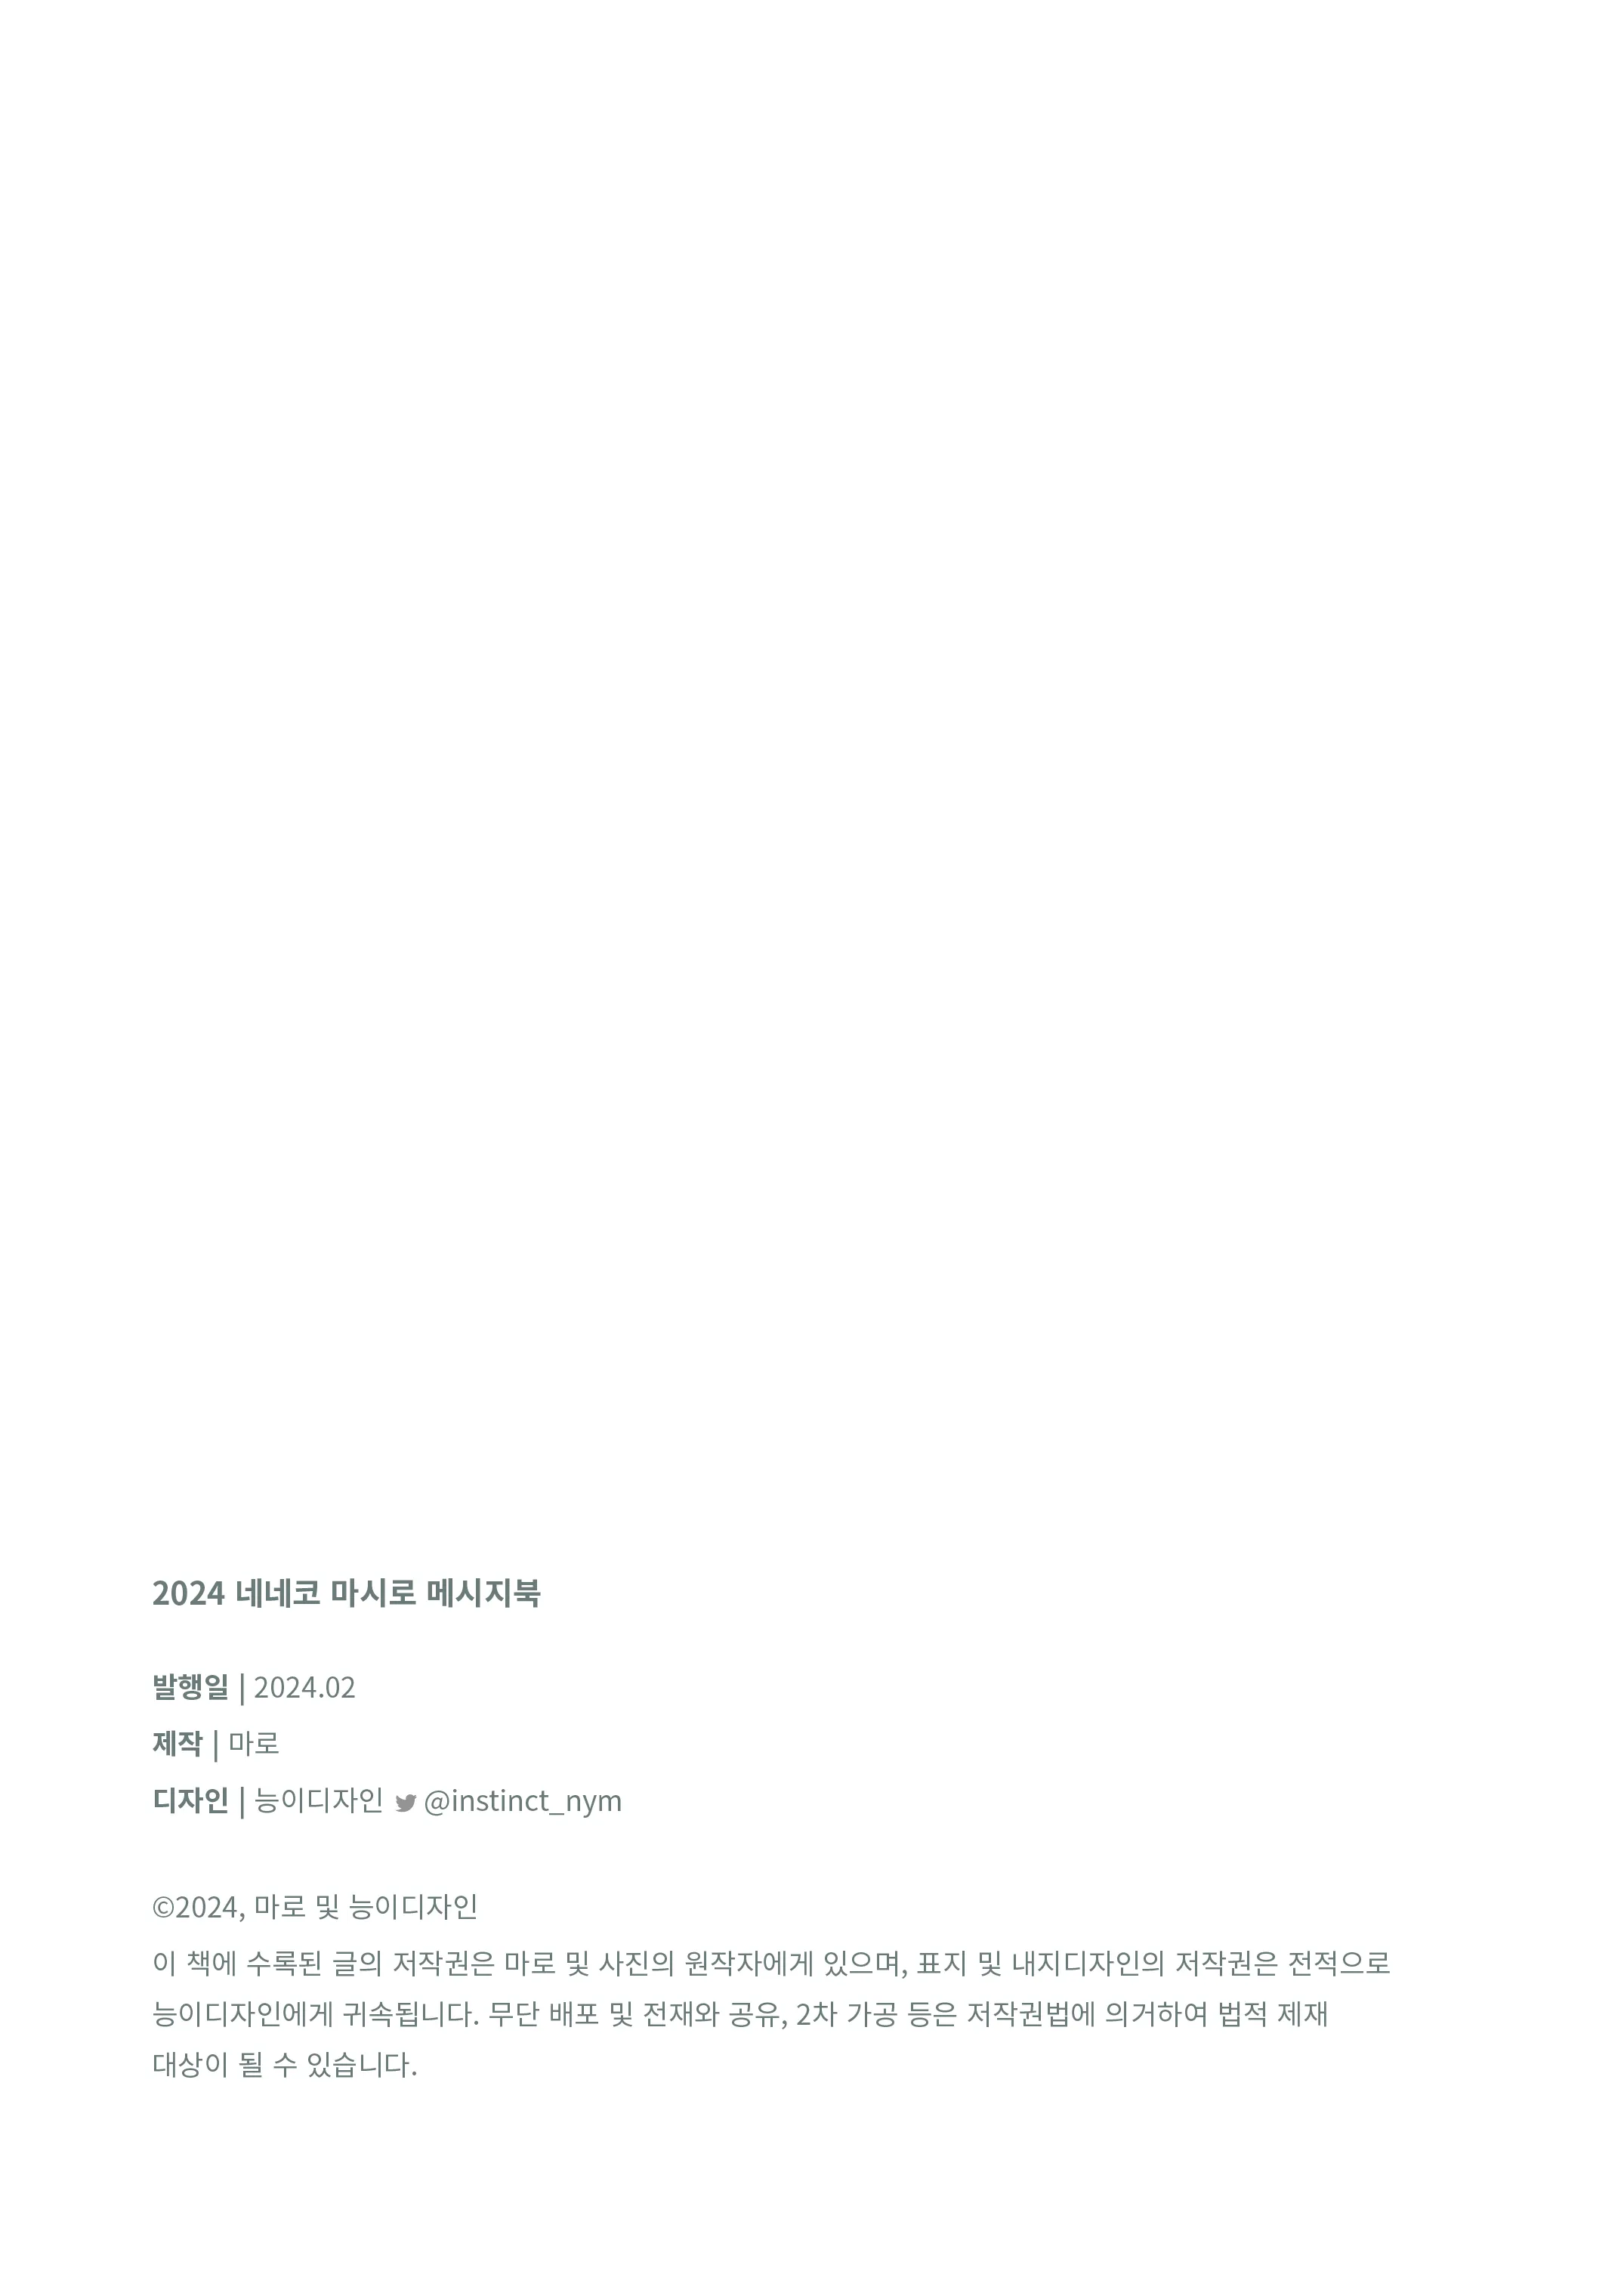 2024 네네코 마시로 메시지북
발행일 | 2024.02
제작 | 마로
디자인 | 능이디자인 @instinct_nym
©2024, 마로 및 능이디자인
이 책에 수록된 글의 저작권은 마로 및 사진의 원작자에게 있으며, 표지 및 내지디자인의 저작권은 전적으로
능이디자인에게 귀속됩니다. 무단 배포 및 전재와 공유, 2차 가공 등은 저작권법에 의거하여 법적 제재
대상이 될 수 있습니다.